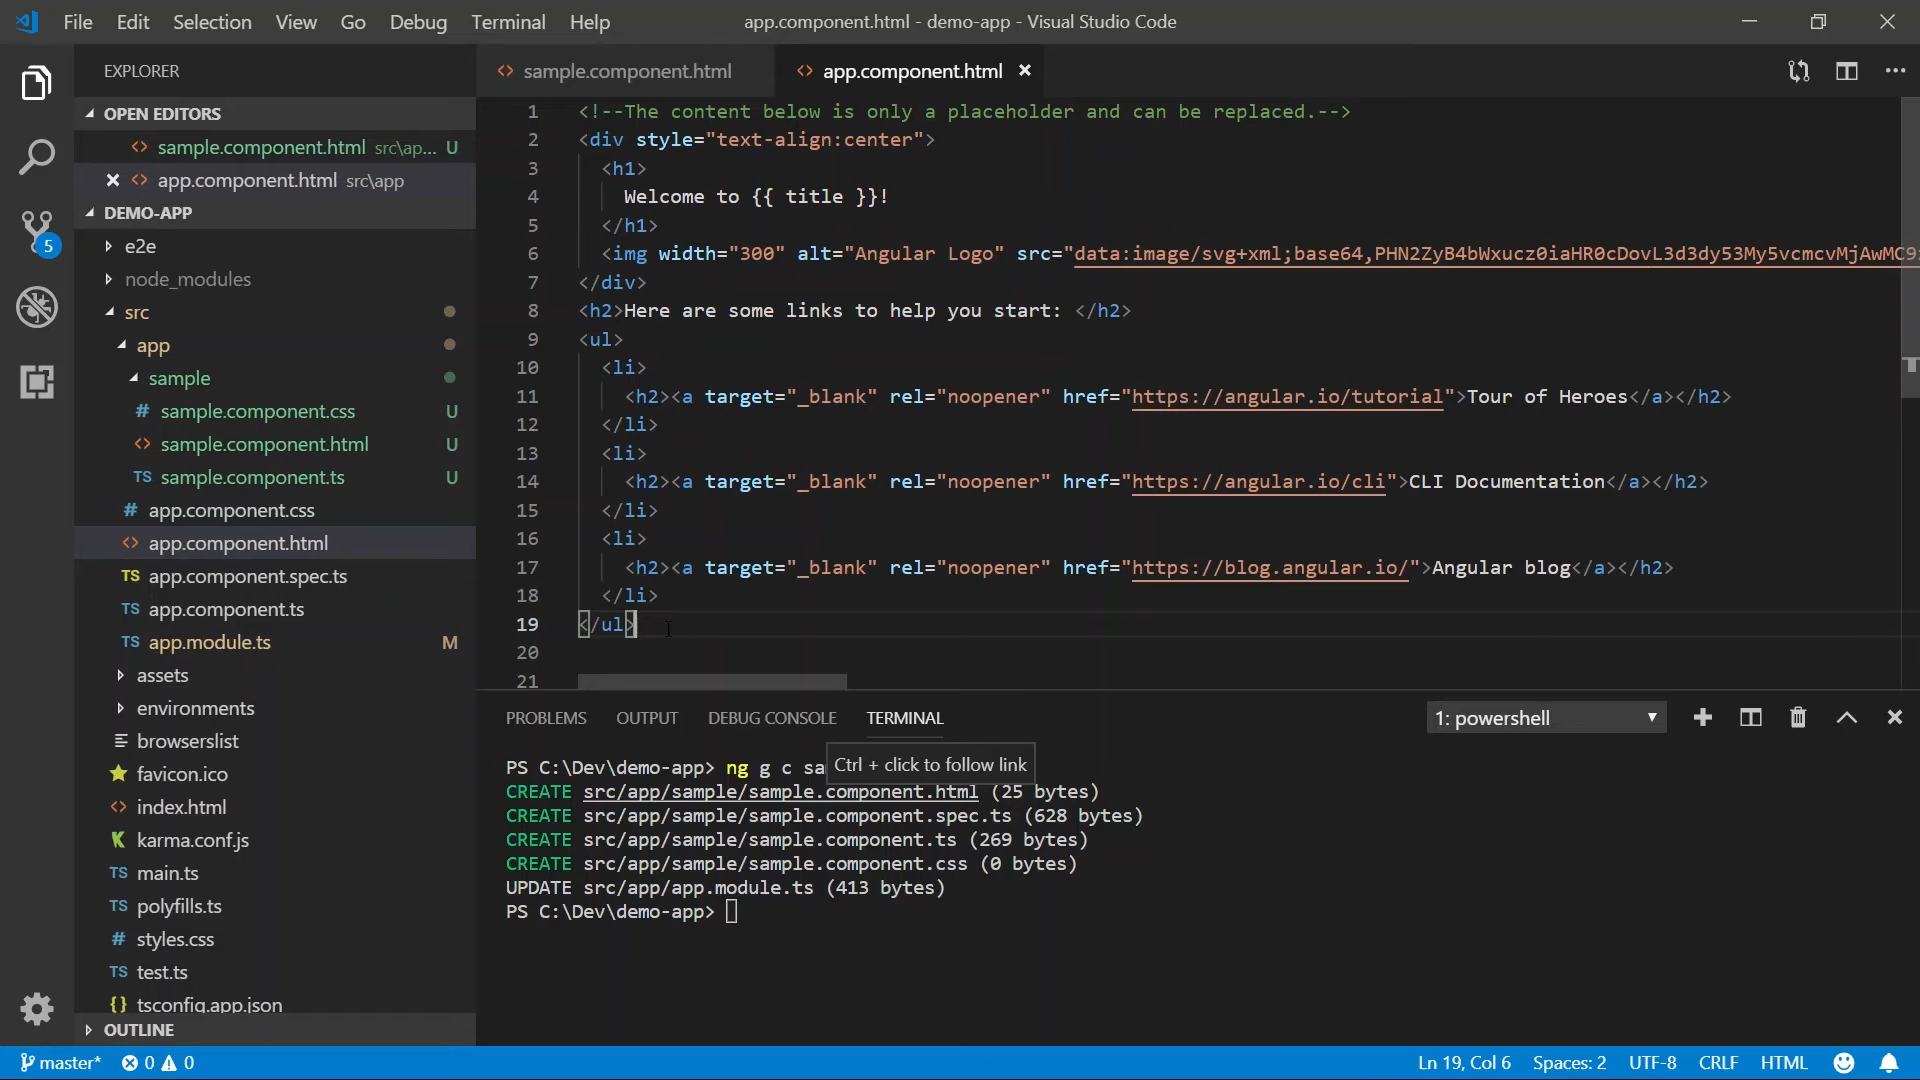 File Edit Selection View Go Debug Terminal Help app.component.html - demo-app - Visual Studio Code
EXPLORER
OPEN EDITORS
sample.component.html src\ap... U
app.component.html src\app
DEMO-APP
e2e
node_modules
src
app
sample
# sample.component.css U
<> sample.component.html U
TS sample.component.ts U
# app.component.css
<> app.component.html
TS app.component.spec.ts
TS app.component.ts
TS app.module.ts M
assets
environments
browserslist
favicon.ico
<> index.html
K karma.conf.js
TS main.ts
TS polyfills.ts
# styles.css
TS test.ts
{} tsconfig.app.json
OUTLINE
5
<> sample.component.html <> app.component.html
1 <!--The content below is only a placeholder and can be replaced.-->
2 <div style="text-align:center">
3 <h1>
4 Welcome to {{ title }}!
5 </h1>
6 <img width="300" alt="Angular Logo" src="data:image/svg+xml;base64,PHN2ZyB4bWxucz0iaHR0cDovL3d3dy53My5vcmcvMjAwMC9
7 </div>
8 <h2>Here are some links to help you start: </h2>
9 <ul>
10 <li>
11 <h2><a target="_blank" rel="noopener" href="https://angular.io/tutorial">Tour of Heroes</a></h2>
12 </li>
13 <li>
14 <h2><a target="_blank" rel="noopener" href="https://angular.io/cli">CLI Documentation</a></h2>
15 </li>
16 <li>
17 <h2><a target="_blank" rel="noopener" href="https://blog.angular.io/">Angular blog</a></h2>
18 </li>
19 </ul>
20
21
PROBLEMS OUTPUT DEBUG CONSOLE TERMINAL 1: powershell
PS C:\Dev\demo-app> ng g c sa
Ctrl + click to follow link
CREATE src/app/sample/sample.component.html (25 bytes)
CREATE src/app/sample/sample.component.spec.ts (628 bytes)
CREATE src/app/sample/sample.component.ts (269 bytes)
CREATE src/app/sample/sample.component.css (0 bytes)
UPDATE src/app/app.module.ts (413 bytes)
PS C:\Dev\demo-app>
master* 0 0 Ln 19, Col 6 Spaces: 2 UTF-8 CRLF HTML